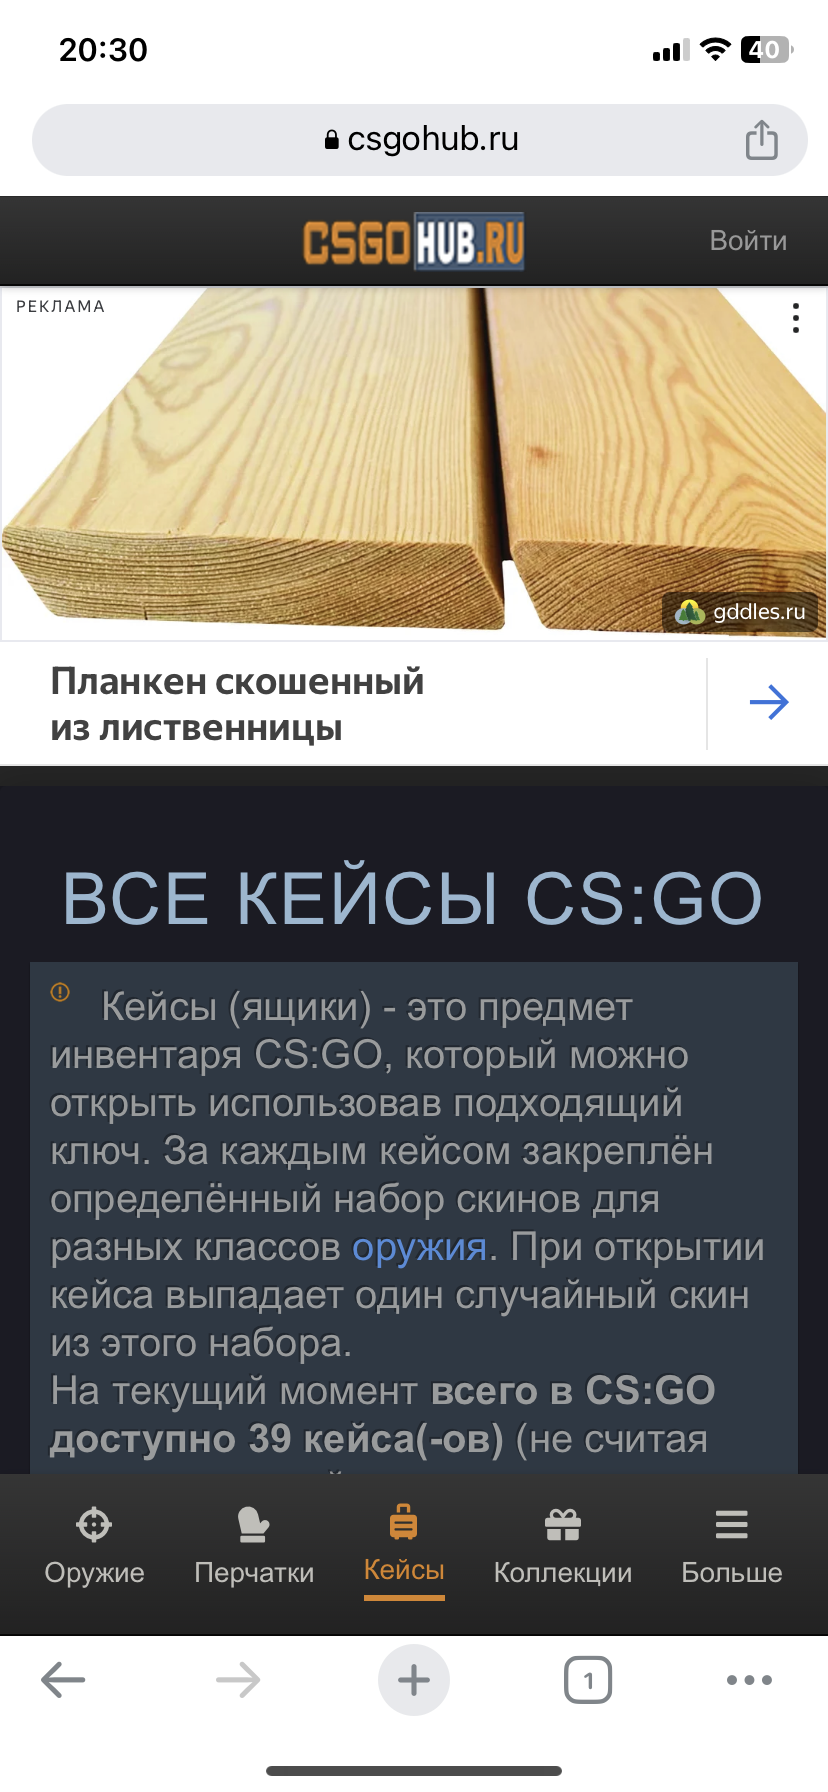 20:30
40
csgohub.ru
CSGOHUB.RU
Войти
РЕКЛАМА
gddles.ru
Планкен скошенный
из лиственницы
ВСЕ КЕЙСЫ CS:GO
Кейсы (ящики) - это предмет
инвентаря CS:GO, который можно
открыть использовав подходящий
ключ. За каждым кейсом закреплён
определённый набор скинов для
разных классов оружия. При открытии
кейса выпадает один случайный скин
из этого набора.
На текущий момент всего в CS:GO
доступно 39 кейса(-ов) (не считая
Оружие
Перчатки
Кейсы
Коллекции
Больше
1